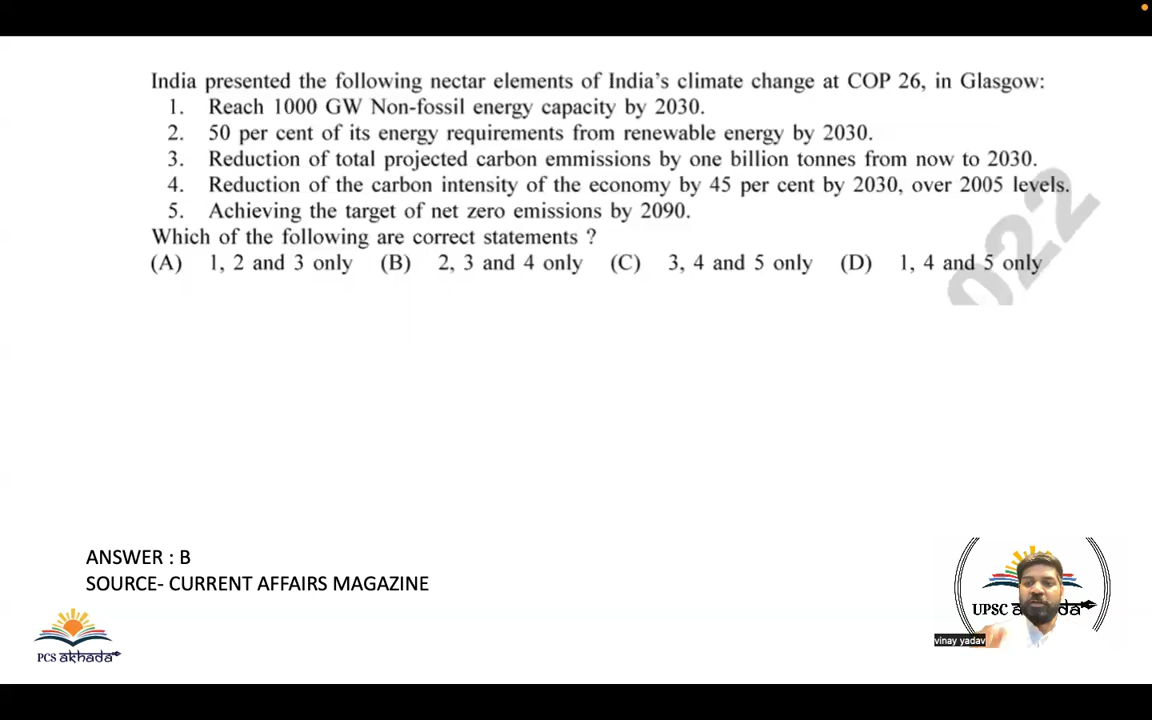 India presented the following nectar elements of India's climate change at COP 26, in Glasgow:
1. Reach 1000 GW Non-fossil energy capacity by 2030.
2. 50 per cent of its energy requirements from renewable energy by 2030.
3. Reduction of total projected carbon emmissions by one billion tonnes from now to 2030.
4. Reduction of the carbon intensity of the economy by 45 per cent by 2030, over 2005 levels.
5. Achieving the target of net zero emissions by 2090.
Which of the following are correct statements ?
(A) 1, 2 and 3 only (B) 2, 3 and 4 only (C) 3, 4 and 5 only (D) 1, 4 and 5 only
022
ANSWER : B
SOURCE- CURRENT AFFAIRS MAGAZINE
PCS akhada
UPSC
vinay yadav